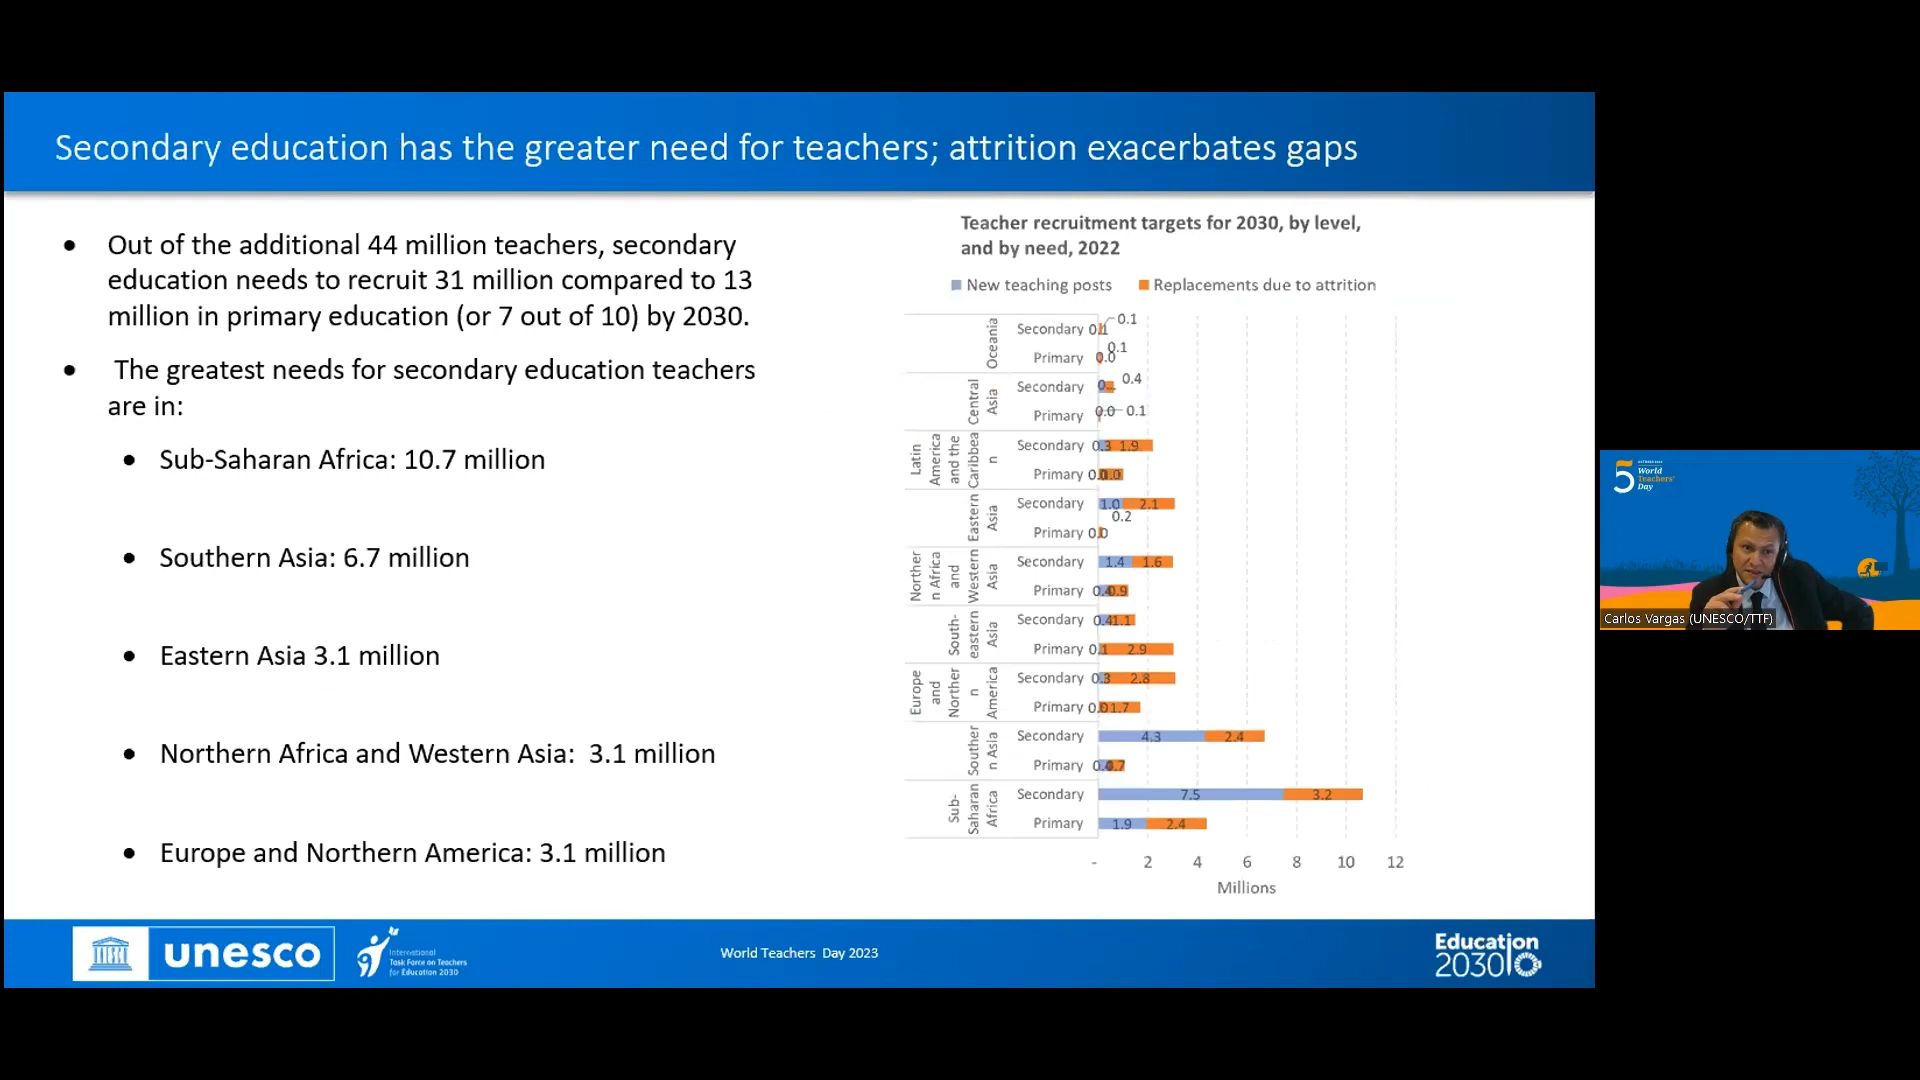 Secondary education has the greater need for teachers; attrition exacerbates gaps
• Out of the additional 44 million teachers, secondary
education needs to recruit 31 million compared to 13
million in primary education (or 7 out of 10) by 2030.
• The greatest needs for secondary education teachers
are in:
• Sub-Saharan Africa: 10.7 million
• Southern Asia: 6.7 million
• Eastern Asia 3.1 million
• Northern Africa and Western Asia: 3.1 million
• Europe and Northern America: 3.1 million
Teacher recruitment targets for 2030, by level,
and by need, 2022
New teaching posts Replacements due to attrition
Oceania
Secondary 0.1 0.1
Primary 0.0 0.1
Central
Asia
Secondary 0... 0.4
Primary 0.0 0.1
Latin
America
and the
Caribbea
n
Secondary 0.3 1.9
Primary 1.0
Eastern
Asia
Secondary 1.0 2.1
Primary 0.0 0.2
Norther
n Africa
and
Western
Asia
Secondary 1.4 1.6
Primary 0.4 0.9
South-
eastern
Asia
Secondary 0.4 1.1
Primary 0.1 2.9
Europe
and
Norther
n
America
Secondary 0.3 2.8
Primary 0.0 1.7
Souther
n Asia
Secondary 4.3 2.4
Primary 0.4 0.7
Sub-
Saharan
Africa
Secondary 7.5 3.2
Primary 1.9 2.4
- 2 4 6 8 10 12
Millions
unesco
International
Task Force on Teachers
for Education 2030
World Teachers Day 2023
Education
2030
5
World
Teachers'
Day
Carlos Vargas (UNESCO/TTF)